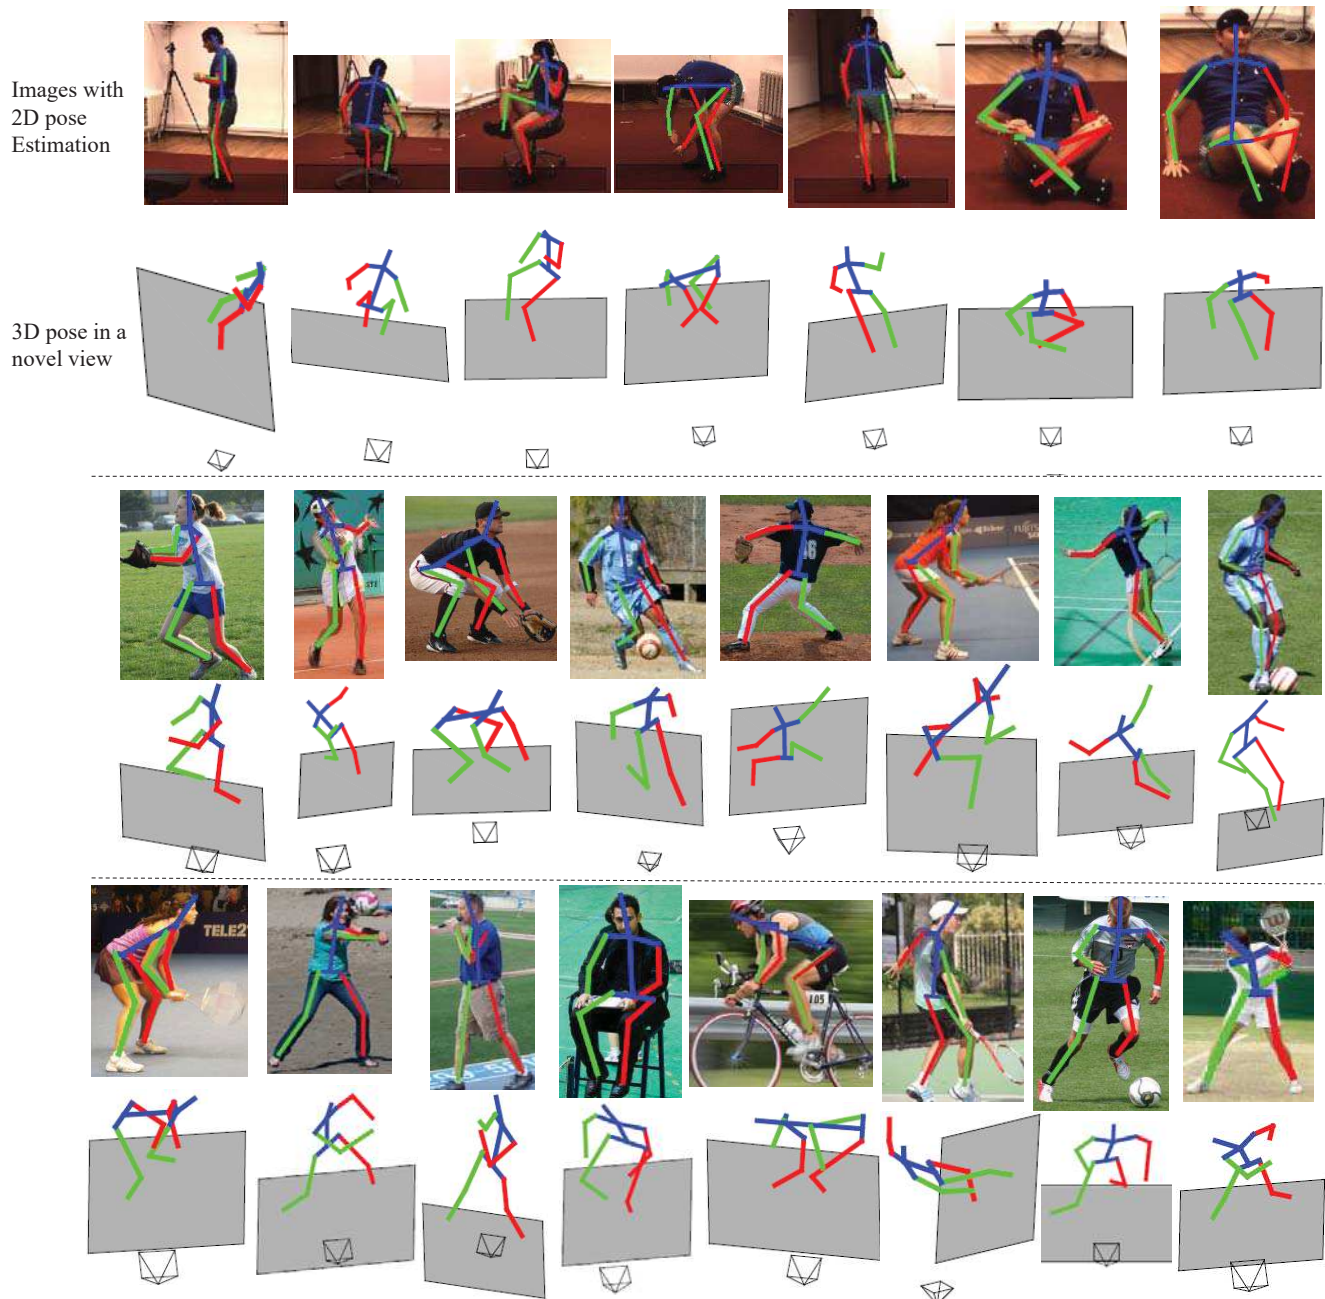 Images with
2D pose
Estimation
3D pose in a
novel view
16
TELE2
105